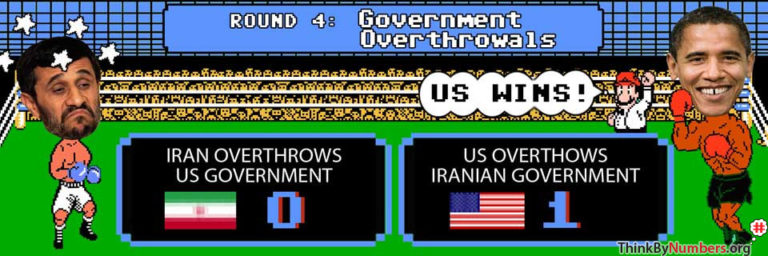 ROUND 4: Government
Overthrowals
US WINS!
IRAN OVERTHROWS
US GOVERNMENT
0
US OVERTHOWS
IRANIAN GOVERNMENT
1
#
ThinkByNumbers.org